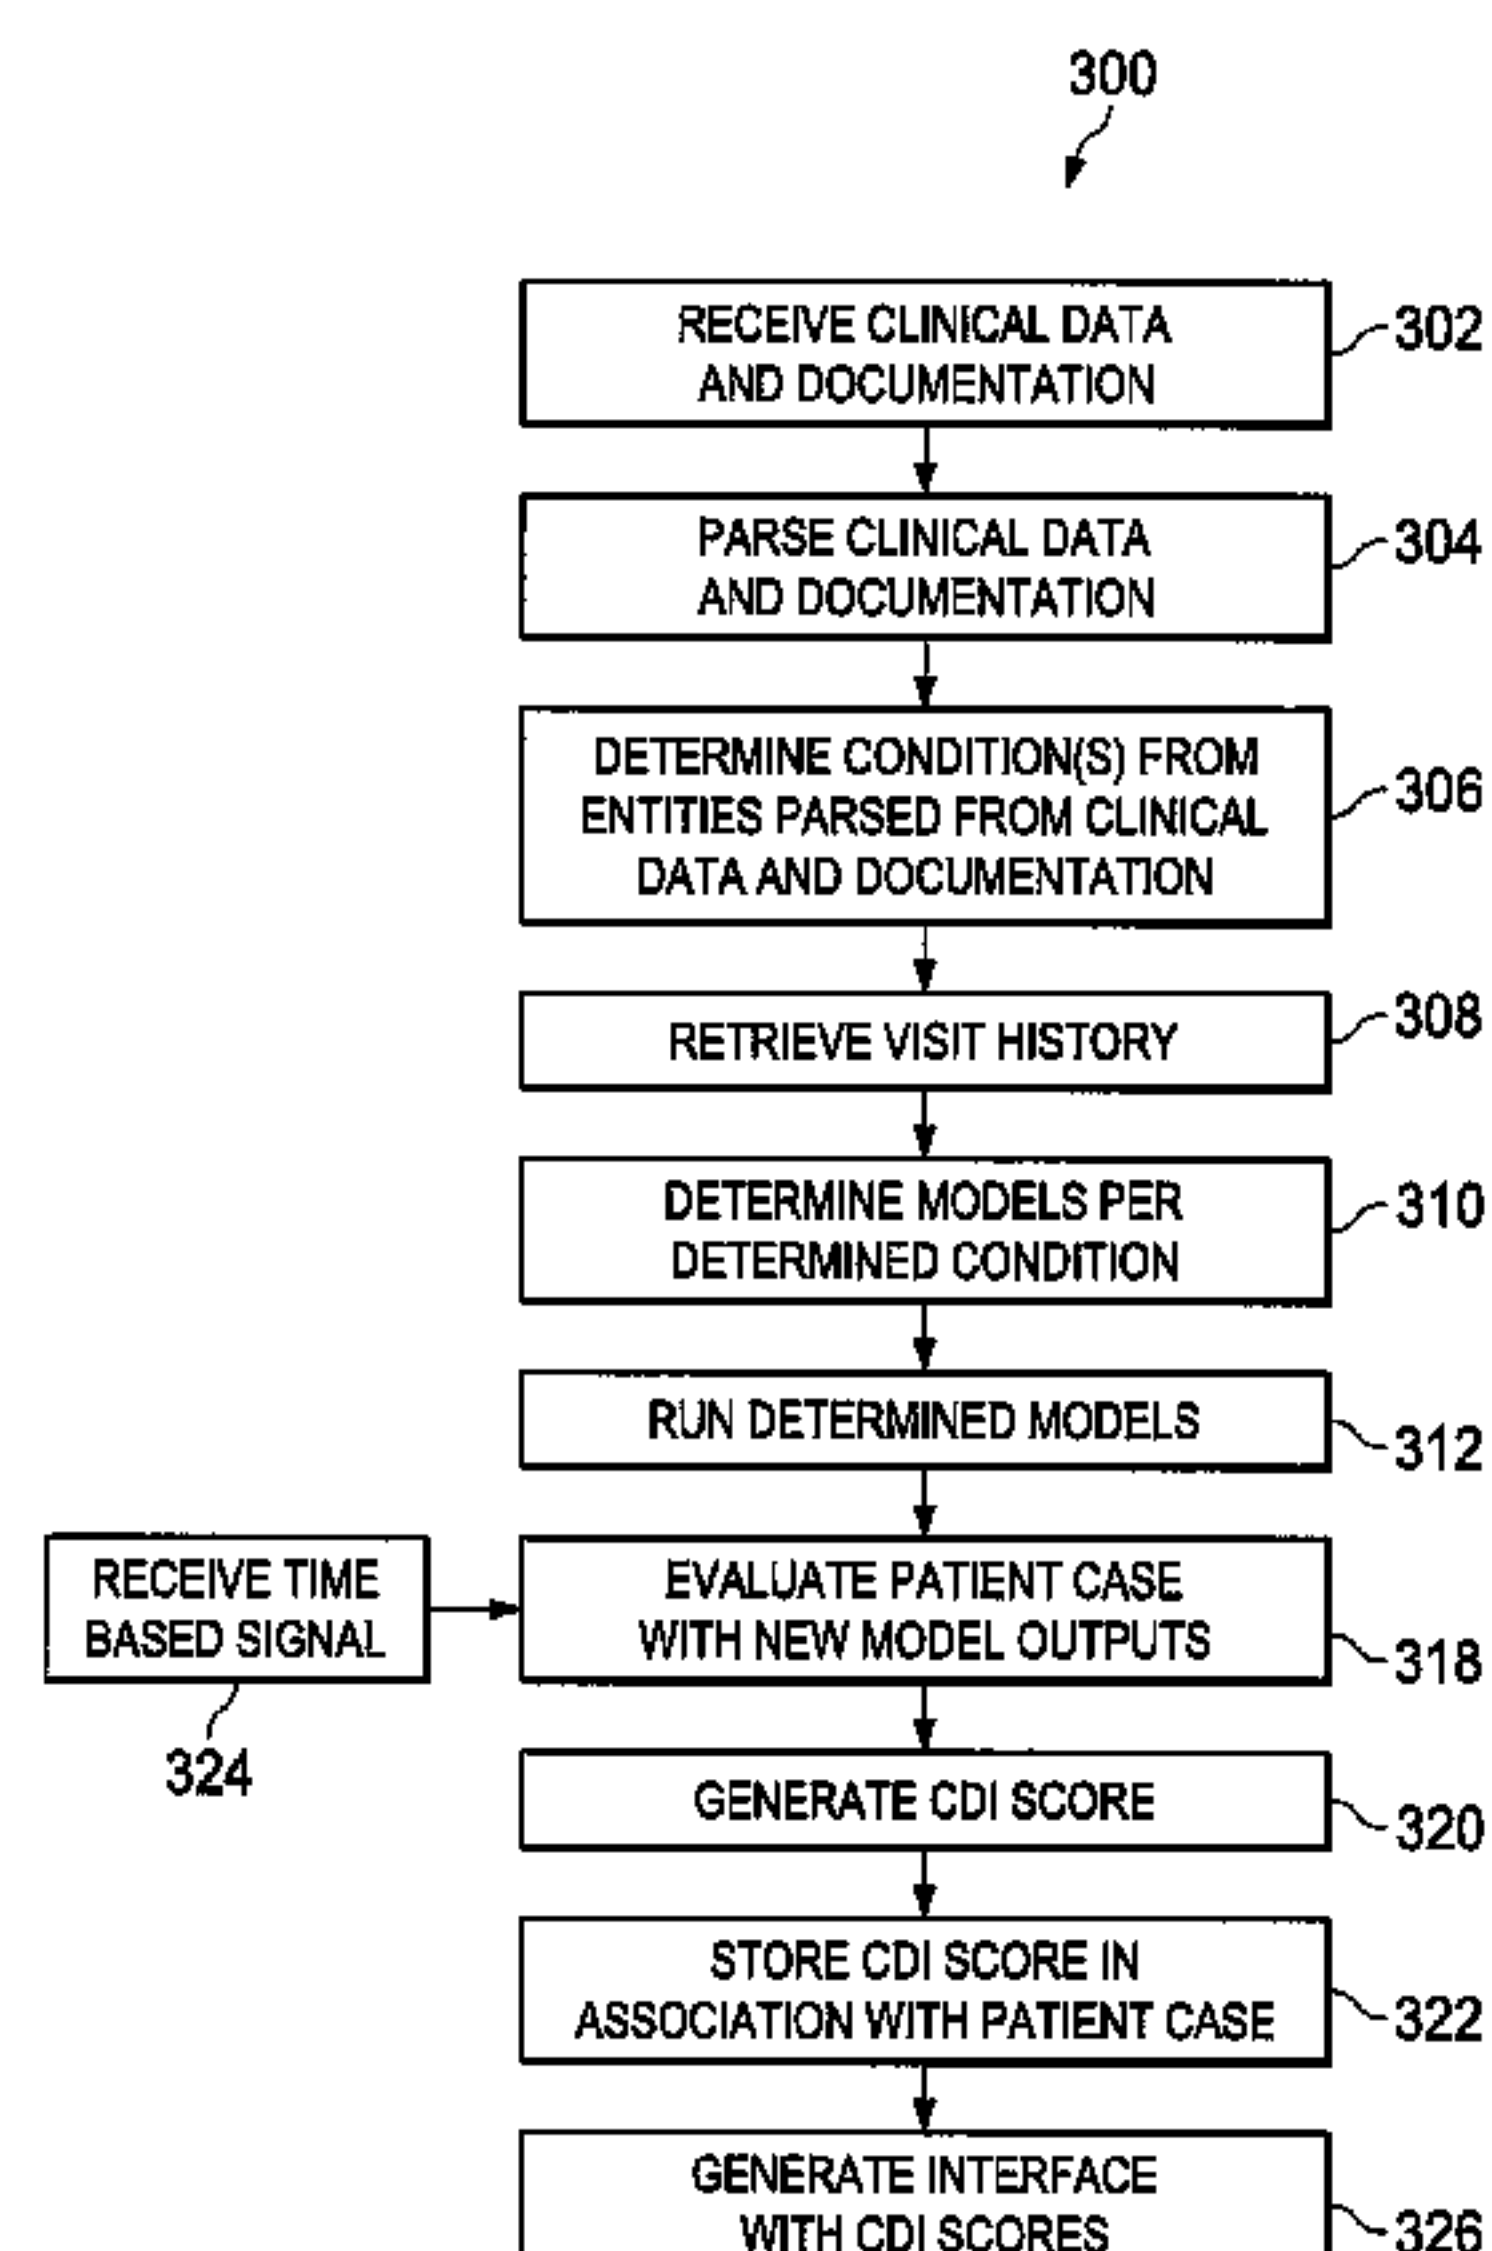 300
RECEIVE CLINICAL DATA
AND DOCUMENTATION
302
PARSE CLINICAL DATA
AND DOCUMENTATION
304
DETERMINE CONDITION(S) FROM
ENTITIES PARSED FROM CLINICAL
DATA AND DOCUMENTATION
306
RETRIEVE VISIT HISTORY
308
DETERMINE MODELS PER
DETERMINED CONDITION
310
RUN DETERMINED MODELS
312
RECEIVE TIME
BASED SIGNAL
324
EVALUATE PATIENT CASE
WITH NEW MODEL OUTPUTS
318
GENERATE CDI SCORE
320
STORE CDI SCORE IN
ASSOCIATION WITH PATIENT CASE
322
GENERATE INTERFACE
WITH CDI SCORES
326